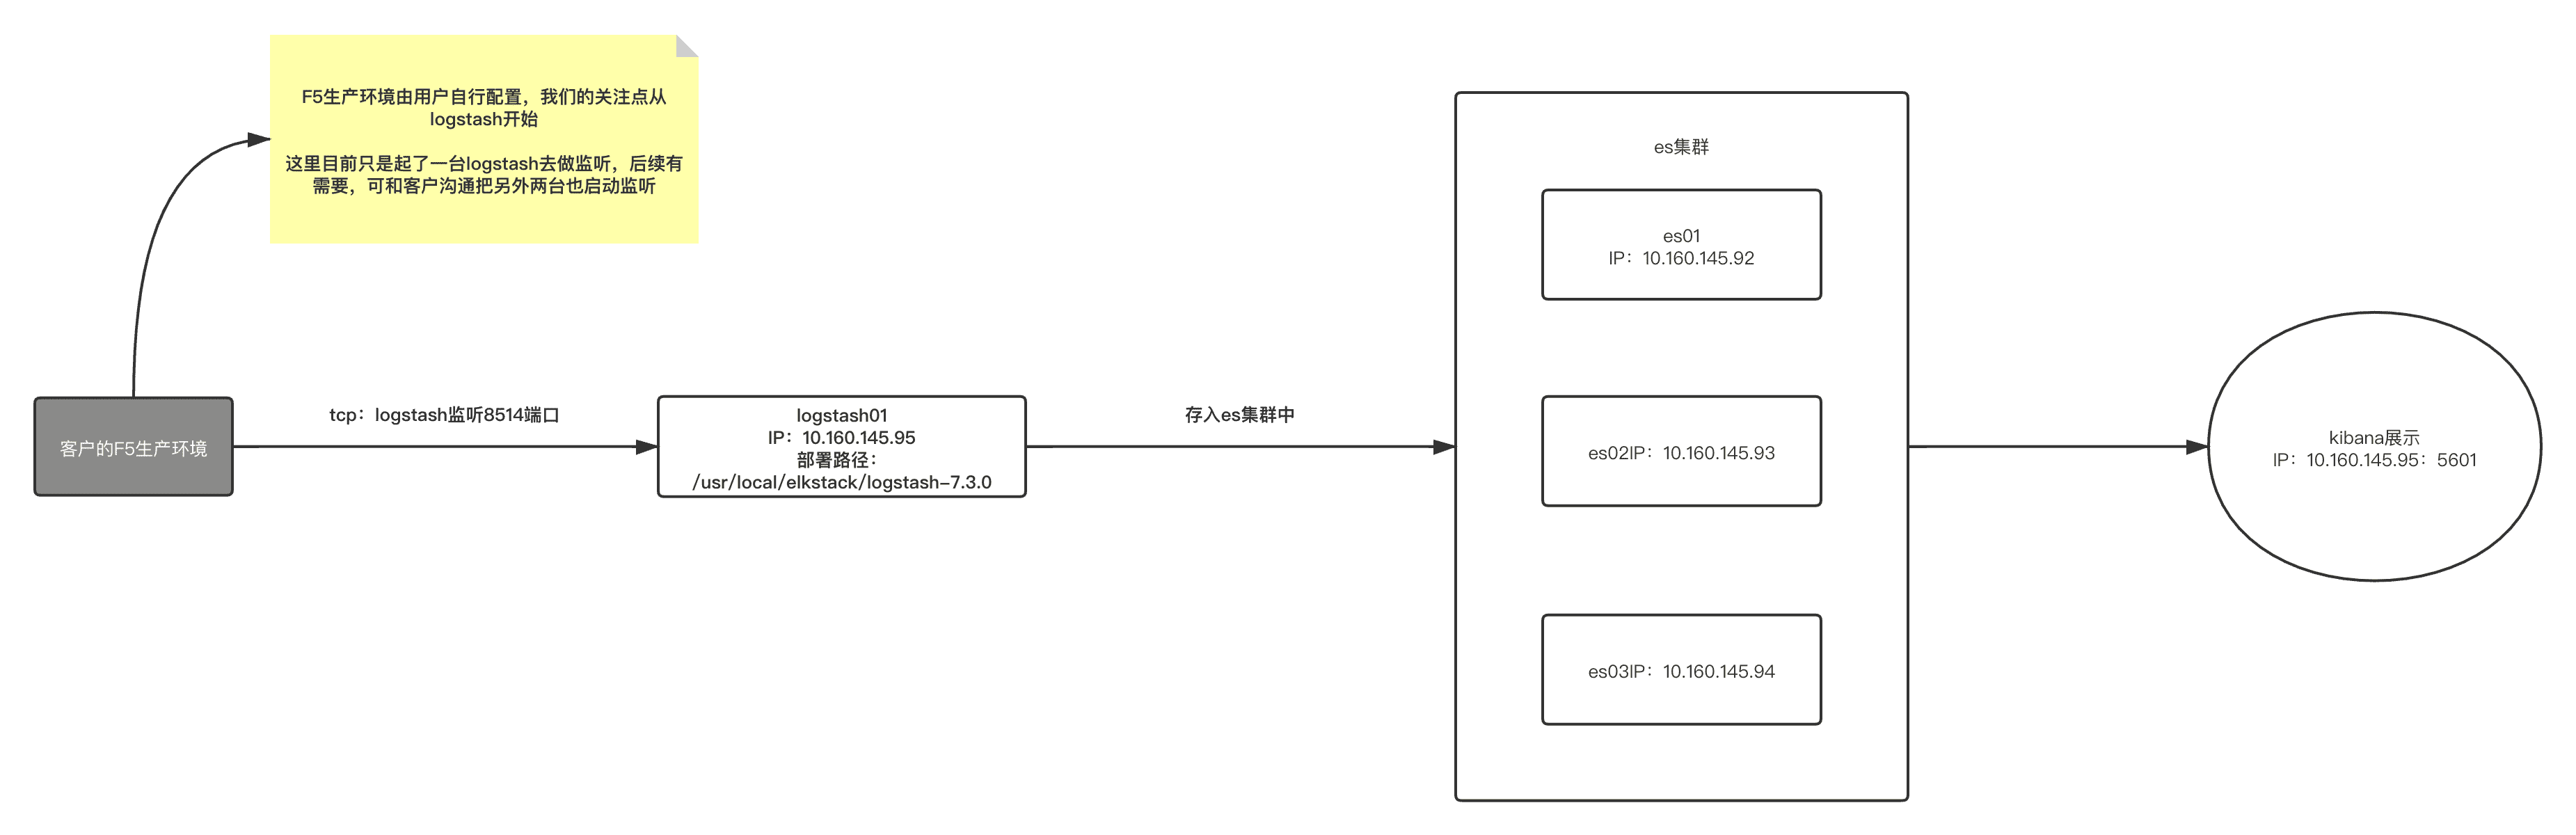 F5生产环境由用户自行配置，我们的关注点从
logstash开始
这里目前只是起了一台logstash去做监听，后续有
需要，可和客户沟通把另外两台也启动监听
客户的F5生产环境
tcp：logstash监听8514端口
logstash01
IP：10.160.145.95
部署路径：
/usr/local/elkstack/logstash-7.3.0
存入es集群中
es集群
es01
IP：10.160.145.92
es02IP：10.160.145.93
es03IP：10.160.145.94
kibana展示
IP：10.160.145.95：5601